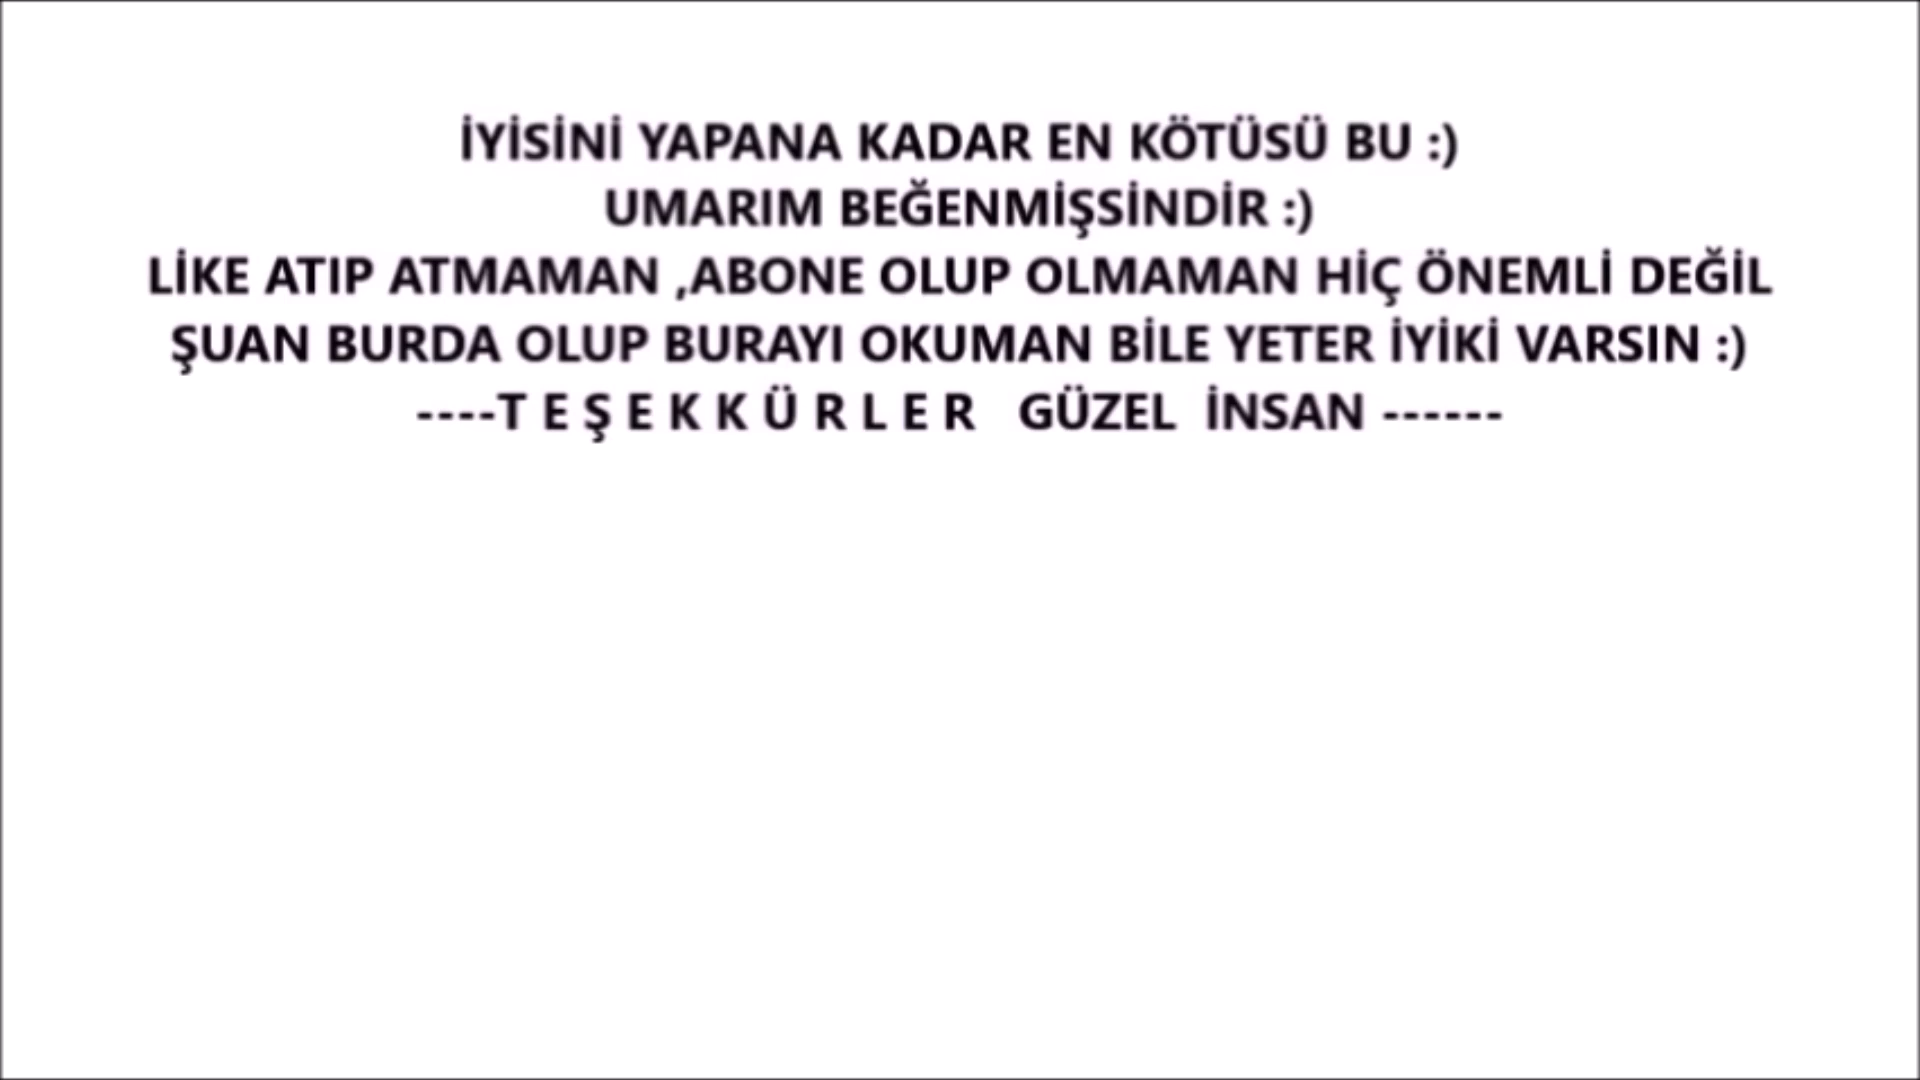 İYİSİNİ YAPANA KADAR EN KÖTÜSÜ BU :)
UMARIM BEĞENMİŞSİNDİR :)
LİKE ATIP ATMAMAN ,ABONE OLUP OLMAMAN HİÇ ÖNEMLİ DEĞİL
ŞUAN BURDA OLUP BURAYI OKUMAN BİLE YETER İYİKİ VARSIN :)
----T E Ş E K K Ü R L E R   GÜZEL  İNSAN ------